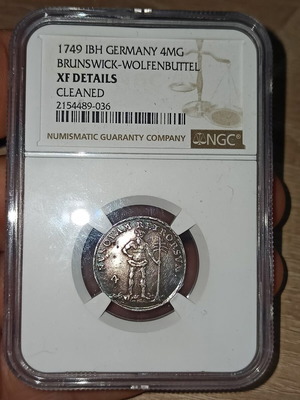 1749 IBH GERMANY 4MG
BRUNSWICK-WOLFENBUTTEL
XF DETAILS
CLEANED
2154489-036
NUMISMATIC GUARANTY COMPANY
NGC®